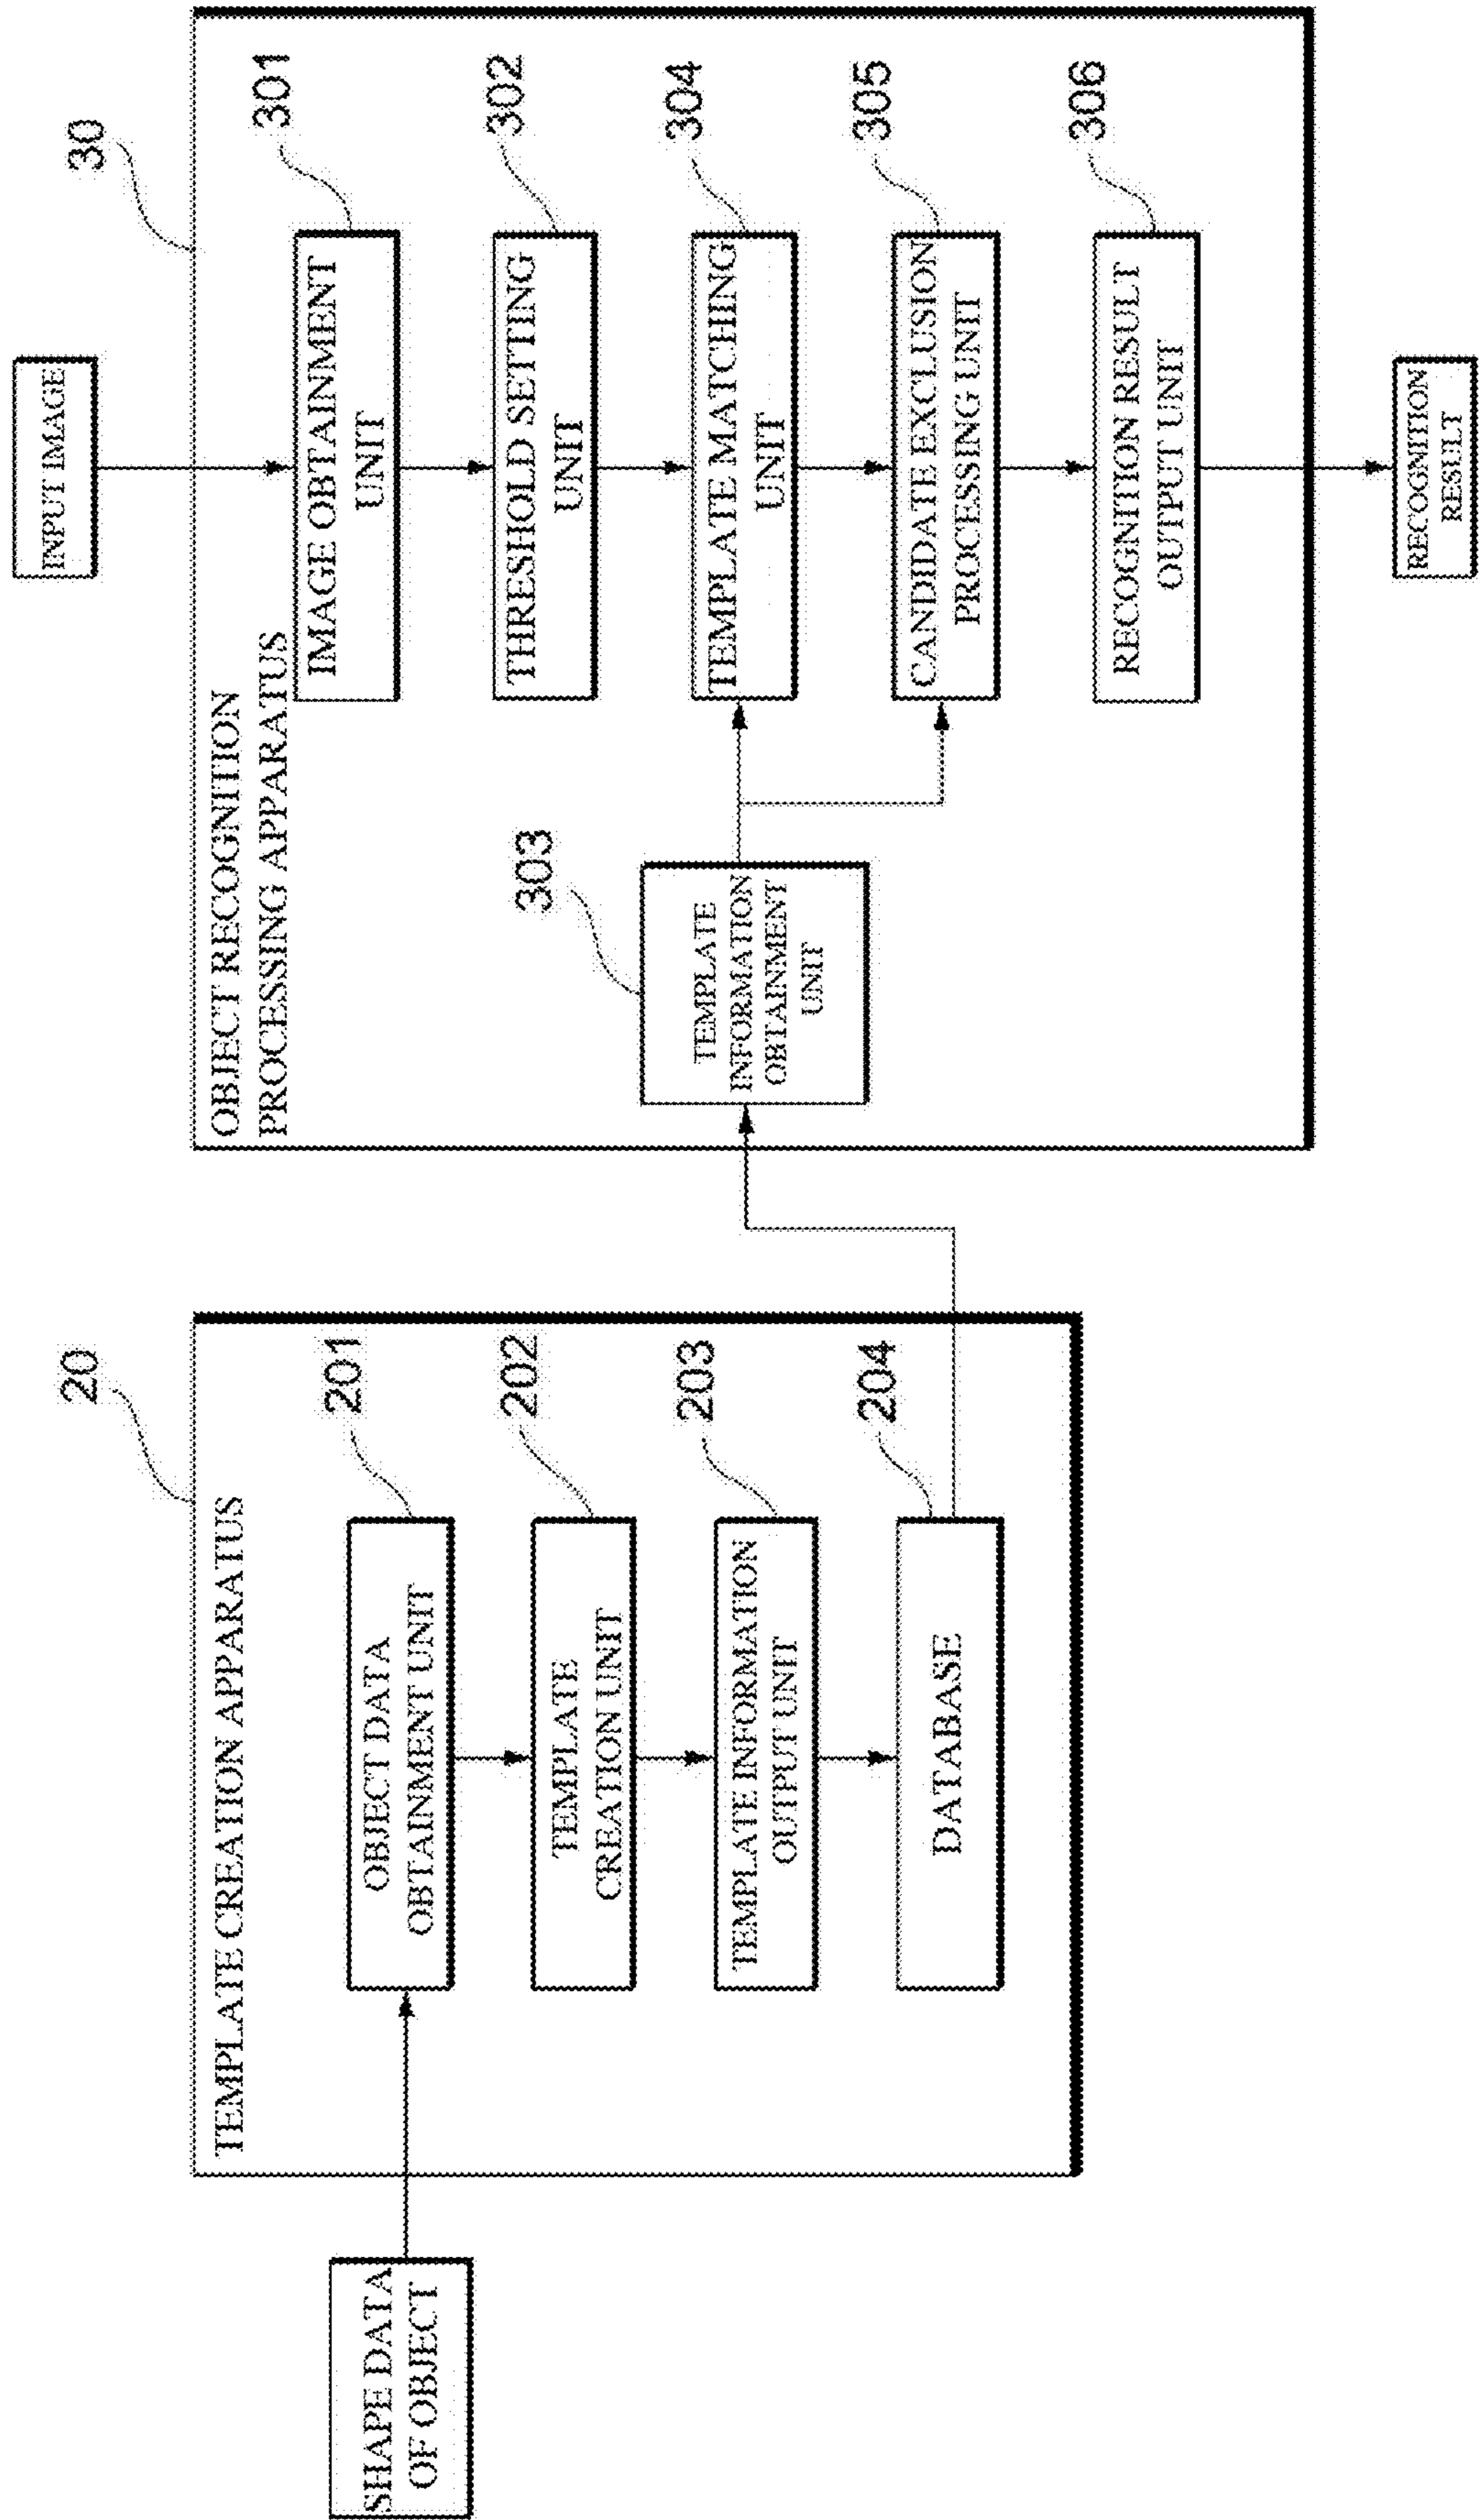 20
TEMPLATE CREATION APPARATUS
SHAPE DATA
OF OBJECT
201
OBJECT DATA
OBTAINMENT UNIT
202
TEMPLATE
CREATION UNIT
203
TEMPLATE INFORMATION
OUTPUT UNIT
204
DATABASE
INPUT IMAGE
30
OBJECT RECOGNITION
PROCESSING APPARATUS
301
IMAGE OBTAINMENT
UNIT
302
THRESHOLD SETTING
UNIT
303
TEMPLATE
INFORMATION
OBTAINMENT
UNIT
304
TEMPLATE MATCHING
UNIT
305
CANDIDATE EXCLUSION
PROCESSING UNIT
306
RECOGNITION RESULT
OUTPUT UNIT
RECOGNITION
RESULT